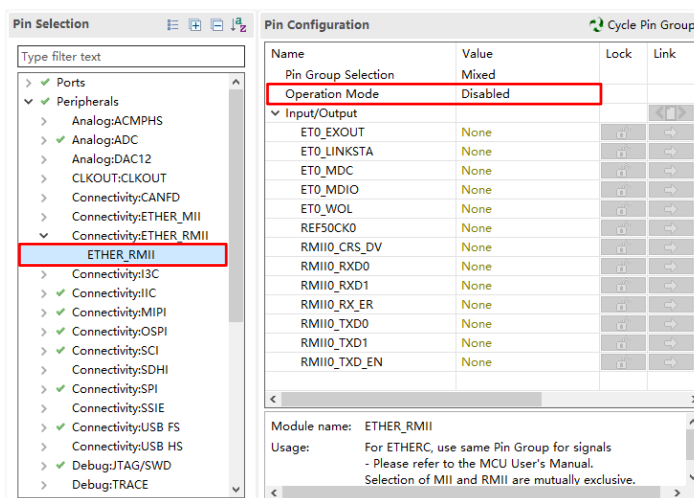 Pin Selection
Type filter text
Ports
Peripherals
Analog:ACMPHS
Analog:ADC
Analog:DAC12
CLKOUT:CLKOUT
Connectivity:CANFD
Connectivity:ETHER_MII
Connectivity:ETHER_RMII
ETHER_RMII
Connectivity:I3C
Connectivity:IIC
Connectivity:MIPI
Connectivity:OSPI
Connectivity:SCI
Connectivity:SDHI
Connectivity:SPI
Connectivity:SSIE
Connectivity:USB FS
Connectivity:USB HS
Debug:JTAG/SWD
Debug:TRACE
Pin Configuration
Cycle Pin Group
Name Value Lock Link
Pin Group Selection Mixed
Operation Mode Disabled
Input/Output
ET0_EXOUT None
ET0_LINKSTA None
ET0_MDC None
ET0_MDIO None
ET0_WOL None
REF50CK0 None
RMII0_CRS_DV None
RMII0_RXD0 None
RMII0_RXD1 None
RMII0_RX_ER None
RMII0_TXD0 None
RMII0_TXD1 None
RMII0_TXD_EN None
Module name: ETHER_RMII
Usage: For ETHERC, use same Pin Group for signals
- Please refer to the MCU User's Manual.
Selection of MII and RMII are mutually exclusive.